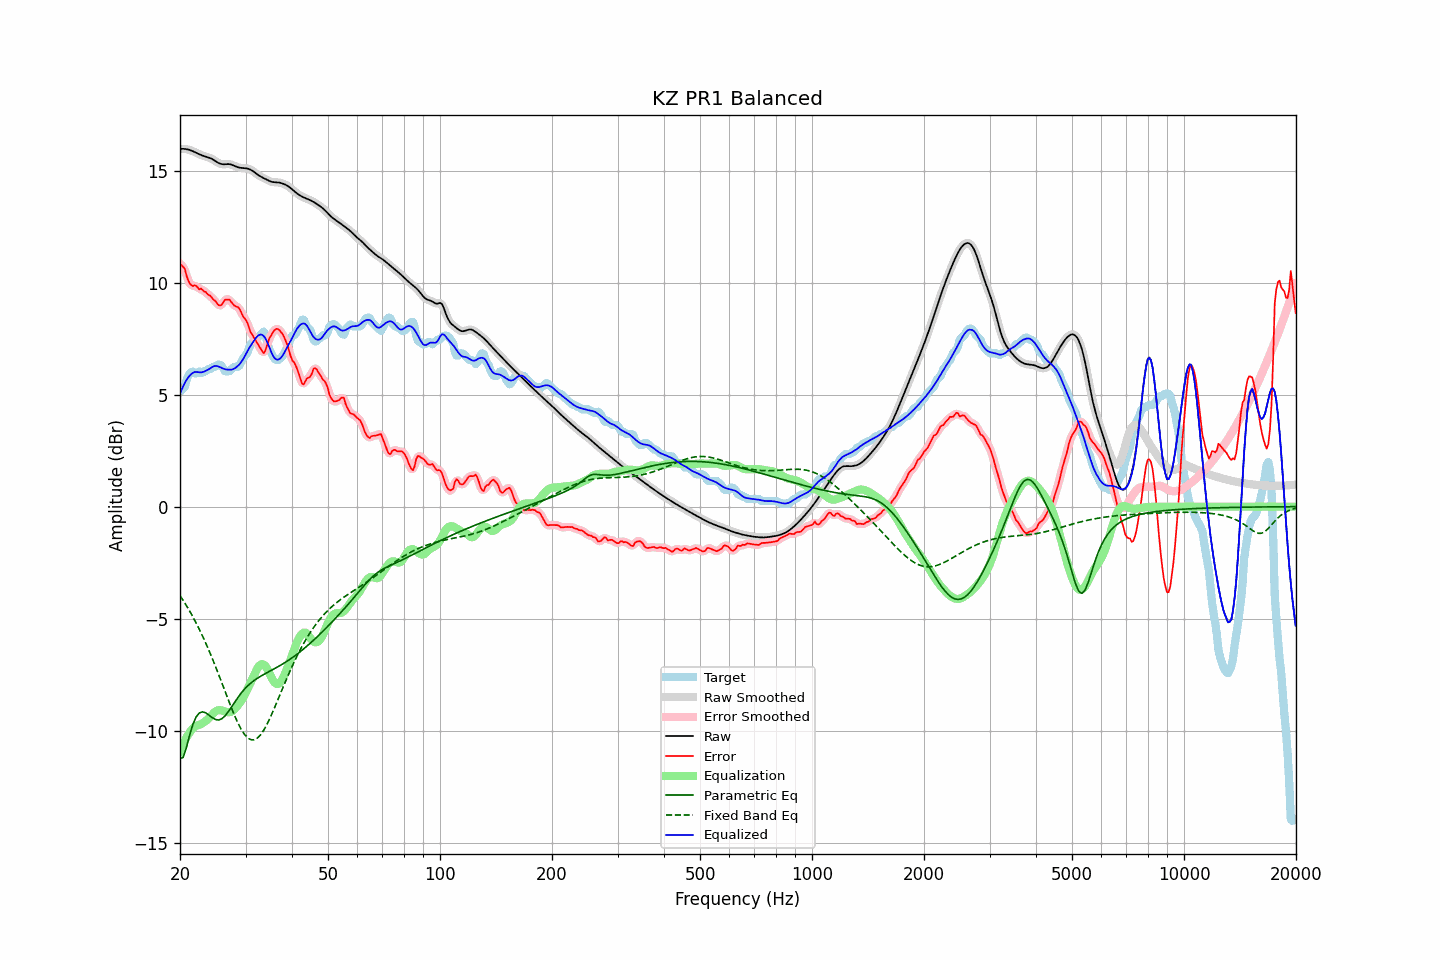 KZ PR1 Balanced
Amplitude (dBr)
15
10
5
0
−5
−10
−15
Target
Raw Smoothed
Error Smoothed
Raw
Error
Equalization
Parametric Eq
Fixed Band Eq
Equalized
20 50 100 200 500 1000 2000 5000 10000 20000
Frequency (Hz)